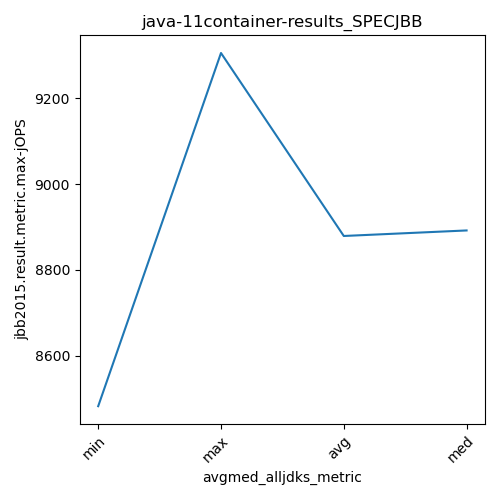 java-11container-results_SPECJBB
jbb2015.result.metric.max-jOPS
9200
9000
8800
8600
min
max
avg
med
avgmed_alljdks_metric